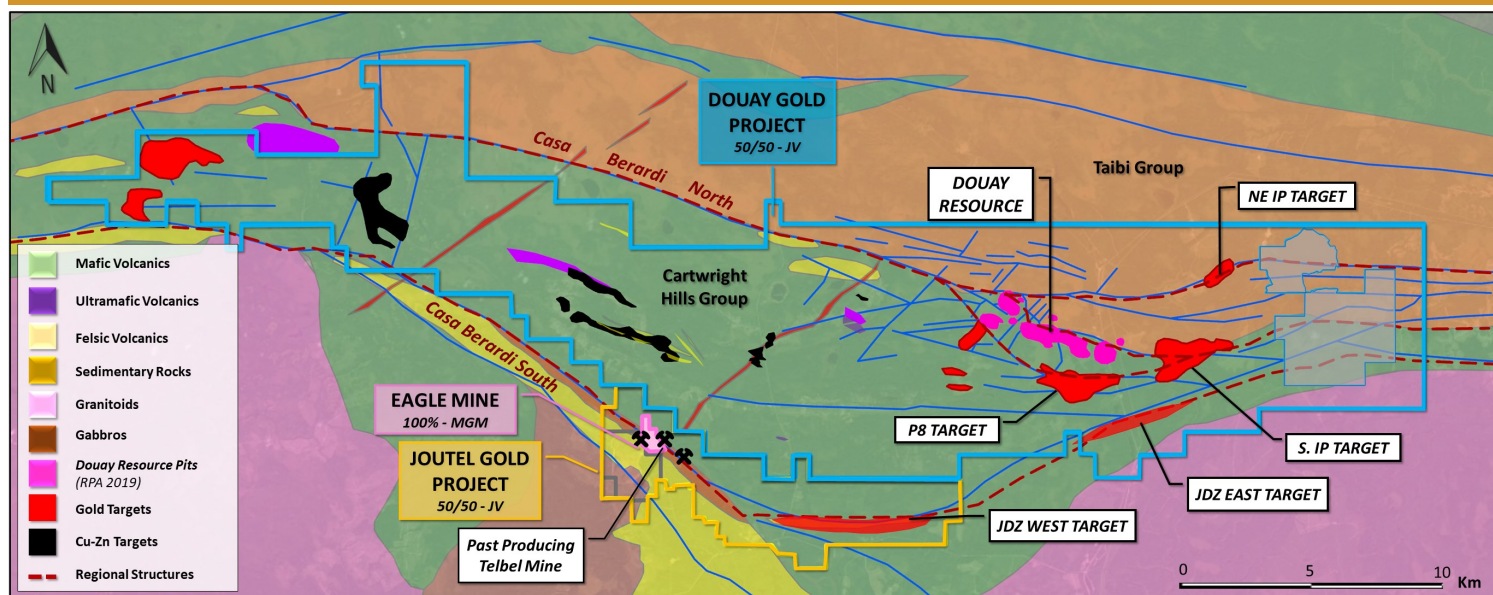 N
DOUAY GOLD
PROJECT
50/50 - JV
Casa Berardi North
Taibi Group
DOUAY
RESOURCE
NE IP TARGET
Cartwright
Hills Group
Casa Berardi South
EAGLE MINE
100% - MGM
JOUTEL GOLD
PROJECT
50/50 - JV
Past Producing
Telbel Mine
P8 TARGET
S. IP TARGET
JDZ EAST TARGET
JDZ WEST TARGET
Mafic Volcanics
Ultramafic Volcanics
Felsic Volcanics
Sedimentary Rocks
Granitoids
Gabbros
Douay Resource Pits
(RPA 2019)
Gold Targets
Cu-Zn Targets
Regional Structures
0 5 10
Km